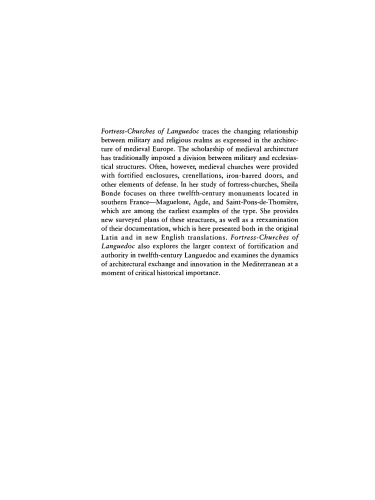 Fortress-Churches of Languedoc traces the changing relationship
between military and religious realms as expressed in the architec-
ture of medieval Europe. The scholarship of medieval architecture
has traditionally imposed a division between military and ecclesias-
tical structures. Often, however, medieval churches were provided
with fortified enclosures, crenellations, iron-barred doors, and
other elements of defense. In her study of fortress-churches, Sheila
Bonde focuses on three twelfth-century monuments located in
southern France—Maguelone, Agde, and Saint-Pons-de-Thomière,
which are among the earliest examples of the type. She provides
new surveyed plans of these structures, as well as a reexamination
of their documentation, which is here presented both in the original
Latin and in new English translations. Fortress-Churches of
Languedoc also explores the larger context of fortification and
authority in twelfth-century Languedoc and examines the dynamics
of architectural exchange and innovation in the Mediterranean at a
moment of critical historical importance.